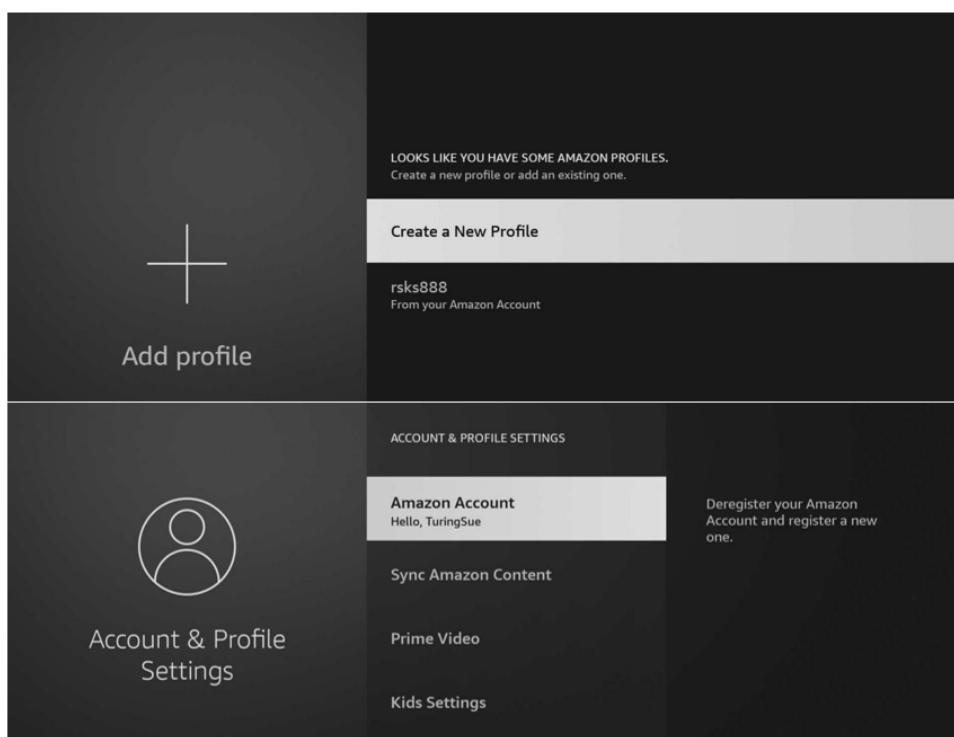 LOOKS LIKE YOU HAVE SOME AMAZON PROFILES.
Create a new profile or add an existing one.
Create a New Profile
rsks888
From your Amazon Account
Add profile
ACCOUNT & PROFILE SETTINGS
Amazon Account
Hello, TuringSue
Deregister your Amazon
Account and register a new
one.
Sync Amazon Content
Prime Video
Kids Settings
Account & Profile
Settings